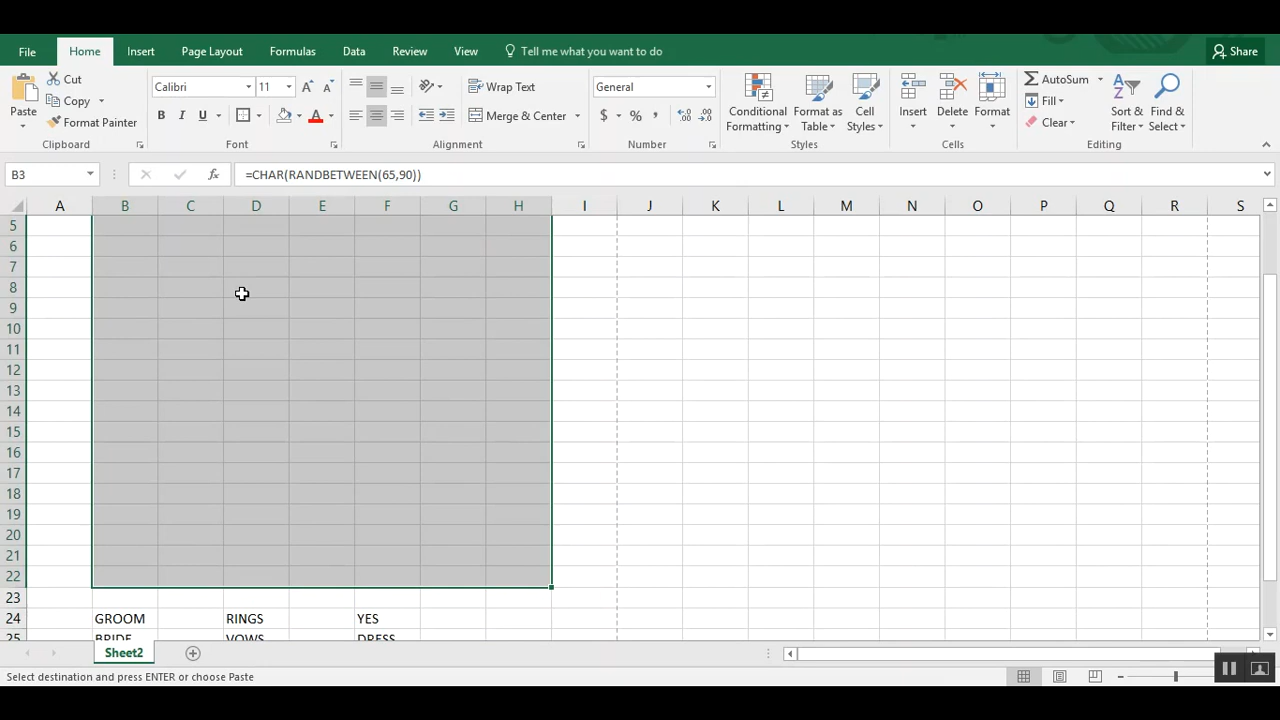 File Home Insert Page Layout Formulas Data Review View Tell me what you want to do Share
Cut
Copy
Format Painter
Paste
Calibri 11
B I U
Wrap Text
Merge & Center
General
$ % ,
Conditional Formatting
Format as Table
Cell Styles
Insert Delete Format
AutoSum
Fill
Clear
Sort & Filter
Find & Select
Clipboard Font Alignment Number Styles Cells Editing
B3 fx =CHAR(RANDBETWEEN(65,90))
A B C D E F G H I J K L M N O P Q R S
5
6
7
8
9
10
11
12
13
14
15
16
17
18
19
20
21
22
23
24 GROOM RINGS YES
25 BRIDE VOWS DRESS
Sheet2
Select destination and press ENTER or choose Paste